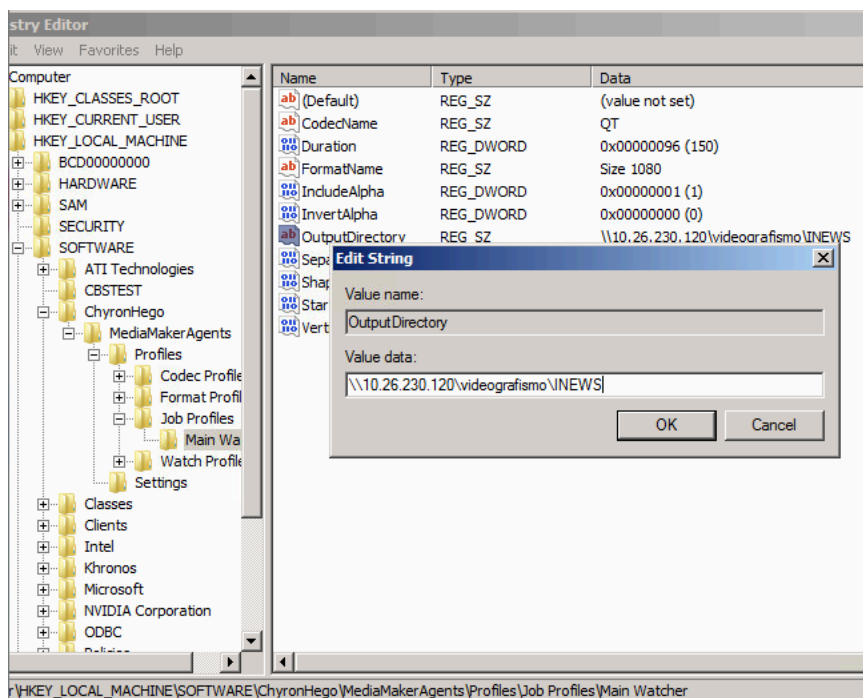 stry Editor
it View Favorites Help
Computer
HKEY_CLASSES_ROOT
HKEY_CURRENT_USER
HKEY_LOCAL_MACHINE
BCD00000000
HARDWARE
SAM
SECURITY
SOFTWARE
ATI Technologies
CBSTEST
ChyronHego
MediaMakerAgents
Profiles
Codec Profile
Format Profil
Job Profiles
Main Wa
Watch Profile
Settings
Classes
Clients
Intel
Khronos
Microsoft
NVIDIA Corporation
ODBC
Name Type Data
ab (Default) REG_SZ (value not set)
ab CodecName REG_SZ QT
Duration REG_DWORD 0x00000096 (150)
ab FormatName REG_SZ Size 1080
IncludeAlpha REG_DWORD 0x00000001 (1)
InvertAlpha REG_DWORD 0x00000000 (0)
ab OutputDirectory REG_SZ \\10.26.230.120\videografismo\INEWS
Sepa
Shap
Star
Vert
Edit String
Value name:
OutputDirectory
Value data:
\\10.26.230.120\videografismo\INEWS
OK Cancel
r\HKEY_LOCAL_MACHINE\SOFTWARE\ChyronHego\MediaMakerAgents\Profiles\Job Profiles\Main Watcher